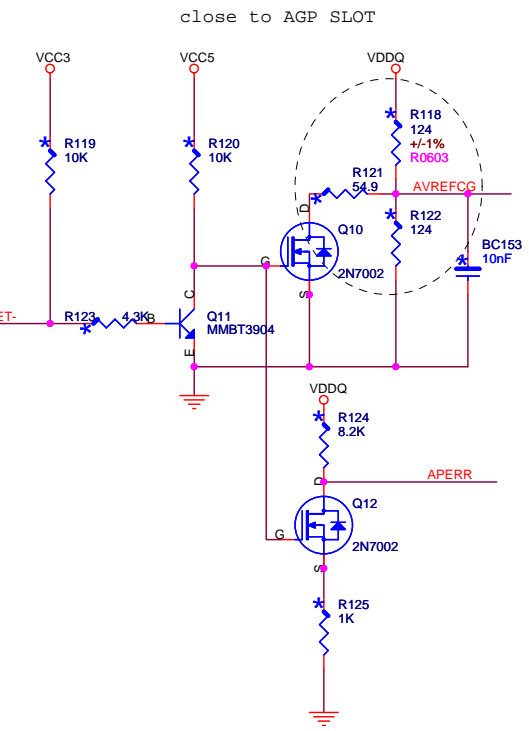 close to AGP SLOT
VCC3
VCC5
VDDQ
R119
10K
R120
10K
R118
124
+/-1%
R0603
R121
54.9
AVREFCG
D
Q10
R122
124
G
2N7002
S
BC153
10nF
ET-
R123
4.3K
B
C
Q11
MMBT3904
E
VDDQ
R124
8.2K
APERR
D
Q12
G
2N7002
S
R125
1K